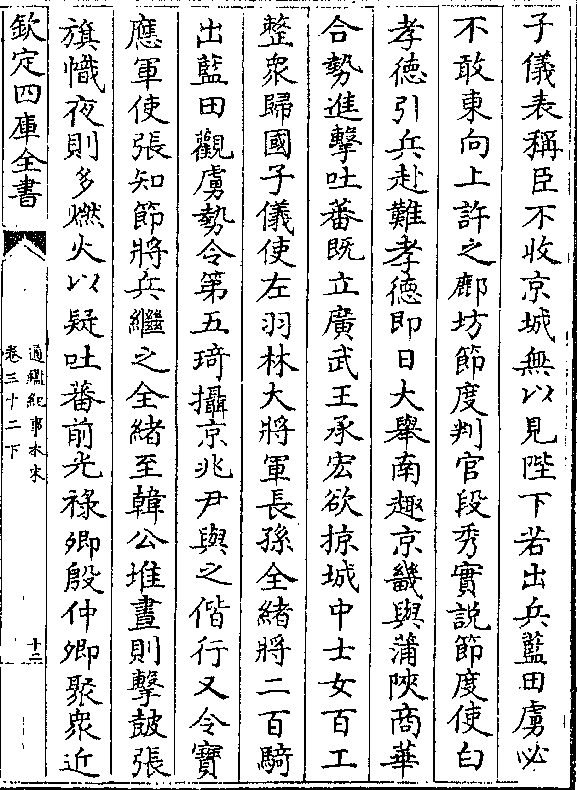 子儀表稱臣不收京城無以見陛下若出兵藍田虜必
不敢東向上許之鄜坊節度判官段秀實說節度使白
孝德引兵赴難孝德即日大舉南趣京畿與蒲陜商華
合勢進擊吐蕃既立廣武王承宏欲掠城中士女百工
整衆歸國子儀使左羽林大將軍長孫全緒將二百騎
出藍田觀虜勢令第五琦攝京兆尹與之偕行又令寶
應軍使張知節將兵繼之全緒至韓公堆晝則擊鼓張
旗幟夜則多燃火以疑吐蕃前光祿卿殷仲卿聚衆近
欽定四庫全書
通鑑紀事本末
卷三十二下
十二